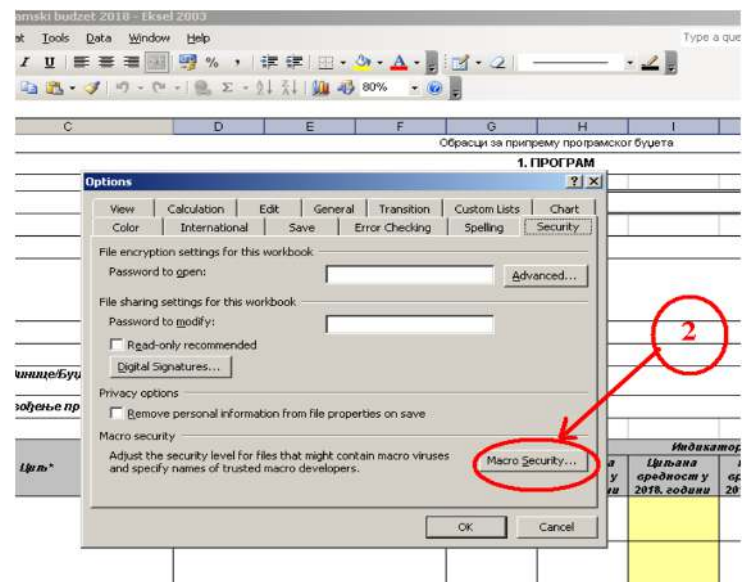 amski budzet 2018 - Eksel 2003
at Tools Data Window Help Type a que
I U % , Σ 80%
C D E F G H I
Обрасци за припрему програмског буџета
1. ПРОГРАМ
Options
View Calculation Edit General Transition Custom Lists Chart
Color International Save Error Checking Spelling Security
File encryption settings for this workbook
Password to open: Advanced...
File sharing settings for this workbook
Password to modify:
Read-only recommended
Digital Signatures...
Privacy options
Remove personal information from file properties on save
Macro security
Adjust the security level for files that might contain macro viruses
and specify names of trusted macro developers.
Macro Security...
OK Cancel
2
динице/Буџ
вођење пр
Циљ*
Индикатор
Циљана
вредност у
2018. години
20